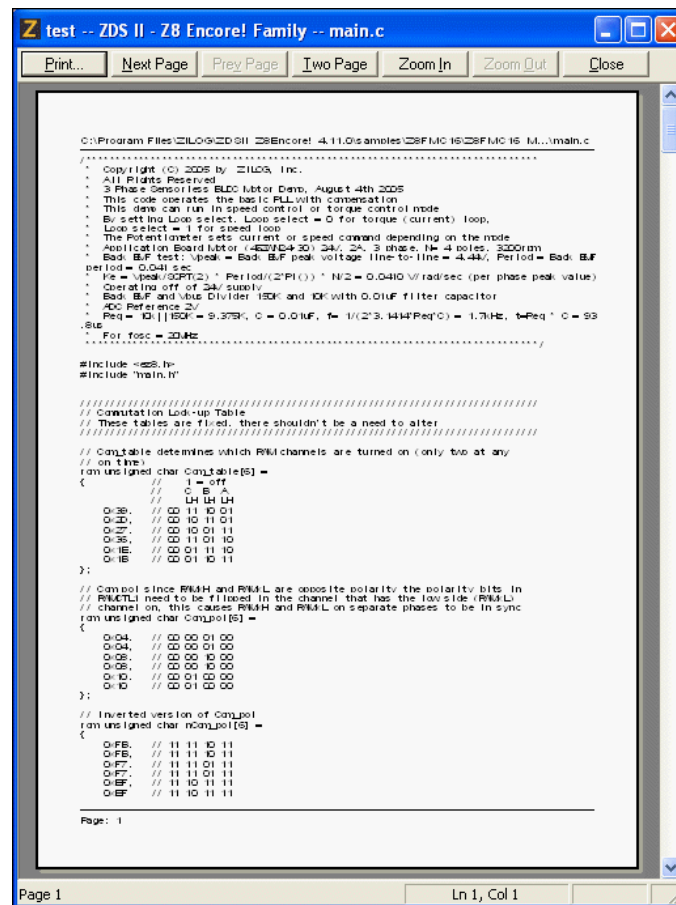 test -- ZDS II - Z8 Encore! Family -- main.c
Print... Next Page Prev Page Two Page Zoom In Zoom Out Close
C:\Program Files\ZILOG\ZDSII_Z8Encore!_4.11.0\samples\Z8FMC16\Z8FMC16_M...\main.c
/*****************************************************************************
* Copyright (C) 2005 by ZILOG, Inc.
* All Rights Reserved
* 3 Phase Sensorless BLDC Motor Demo, August 4th 2005
* This code operates the basic PLL with compensation
* This demo can run in speed control or torque control mode
* By setting Loop select. Loop select = 0 for torque (current) loop,
* Loop select = 1 for speed loop
* The Potentiometer sets current or speed command depending on the mode
* Application Board Motor 24V, 2A, 3 phase, N= 4 poles, 3200rpm
* Back EMF test: Vpeak = Back EMF peak voltage line-to-line = 4.44V, Period = Back EMF
period = 0.041 sec
* Ke = Vpeak/SQRT(2) * Period/(2*PI()) * N/2 = 0.0410 V/rad/sec (per phase peak value)
* Operating off of 24V supply
* Back EMF and Vbus Divider 150K and 10K with 0.01uF filter capacitor
* ADC Reference 2V
* Req = 10k||150K = 9.375K, C = 0.01uF, f= 1/(2*3.1414*Req*C) = 1.7kHz, t=Req * C = 93
.8us
* For fosc = 20MHz
*****************************************************************************/
#include <ez8.h>
#include "main.h"
/////////////////////////////////////////////////////////////////////////////
// Commutation Look-up Table
// These tables are fixed, there shouldn't be a need to alter
/////////////////////////////////////////////////////////////////////////////
// Com_table determines which PWM channels are turned on (only two at any
// on time)
rom unsigned char Com_table[6] =
{ // 1 = off
// C B A
// LH LH LH
0x39, // 00 11 10 01
0x2D, // 00 10 11 01
0x27, // 00 10 01 11
0x36, // 00 11 01 10
0x1E, // 00 01 11 10
0x1B // 00 01 10 11
};
// Com_pol since PWMxH and PWMxL are opposite polarity the polarity bits in
// PWMCTL1 need to be flipped in the channel that has the low side (PWMxL)
// channel on, this causes PWMxH and PWMxL on separate phases to be in sync
rom unsigned char Com_pol[6] =
{
0x04, // 00 00 01 00
0x04, // 00 00 01 00
0x08, // 00 00 10 00
0x08, // 00 00 10 00
0x10, // 00 01 00 00
0x10 // 00 01 00 00
};
// Inverted version of Com_pol
rom unsigned char nCom_pol[6] =
{
0xFB, // 11 11 10 11
0xFB, // 11 11 10 11
0xF7, // 11 11 01 11
0xF7, // 11 11 01 11
0xEF, // 11 10 11 11
0xEF // 11 10 11 11
Page: 1
Page 1 Ln 1, Col 1